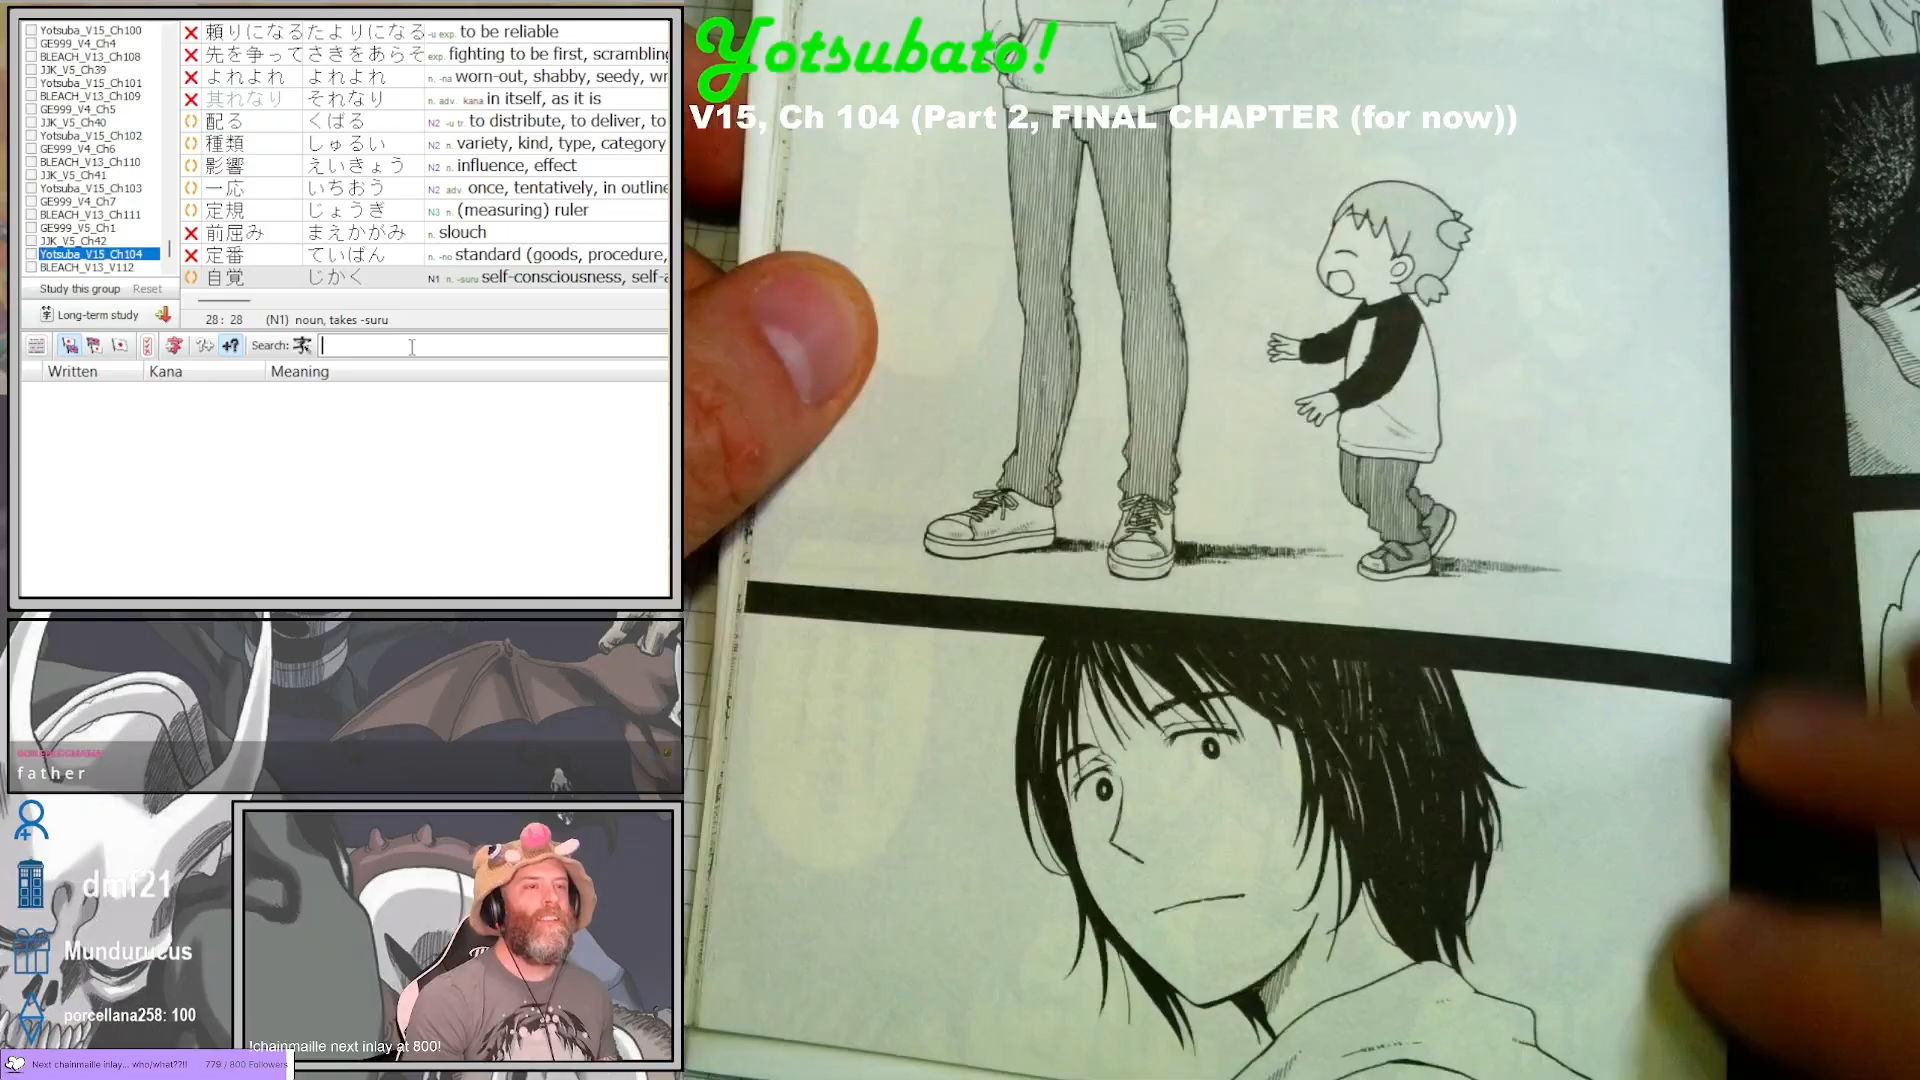 Yotsuba_V15_Ch100
GE999_V4_Ch4
BLEACH_V13_Ch108
JJK_V5_Ch39
Yotsuba_V15_Ch101
BLEACH_V13_Ch109
GE999_V4_Ch5
JJK_V5_Ch40
Yotsuba_V15_Ch102
GE999_V4_Ch6
BLEACH_V13_Ch110
JJK_V5_Ch41
Yotsuba_V15_Ch103
GE999_V4_Ch7
BLEACH_V13_Ch111
GE999_V5_Ch1
JJK_V5_Ch42
Yotsuba_V15_Ch104
BLEACH_V13_V112
Study this group Reset
Long-term study
頼りになる たよりになる -u exp. to be reliable
先を争って さきをあらそ exp. fighting to be first, scrambling
よれよれ よれよれ n. -na worn-out, shabby, seedy, wr
其れなり それなり n. adv. kana in itself, as it is
配る くばる N2 -u tr. to distribute, to deliver, to
種類 しゅるい N2 n. variety, kind, type, category
影響 えいきょう N2 n. influence, effect
一応 いちおう N2 adv. once, tentatively, in outline
定規 じょうぎ N3 n. (measuring) ruler
前屈み まえかがみ n. slouch
定番 ていばん n. -no standard (goods, procedure,
自覚 じかく N1 n. -suru self-consciousness, self-a
28: 28 (N1) noun, takes -suru
Search:
Written Kana Meaning
Yotsubato!
V15, Ch 104 (Part 2, FINAL CHAPTER (for now))
father
dmf21
Mundurucus
porcellana258: 100
!chainmaille next inlay at 800!
Next chainmaille inlay... who/what??!! 779 / 800 Followers